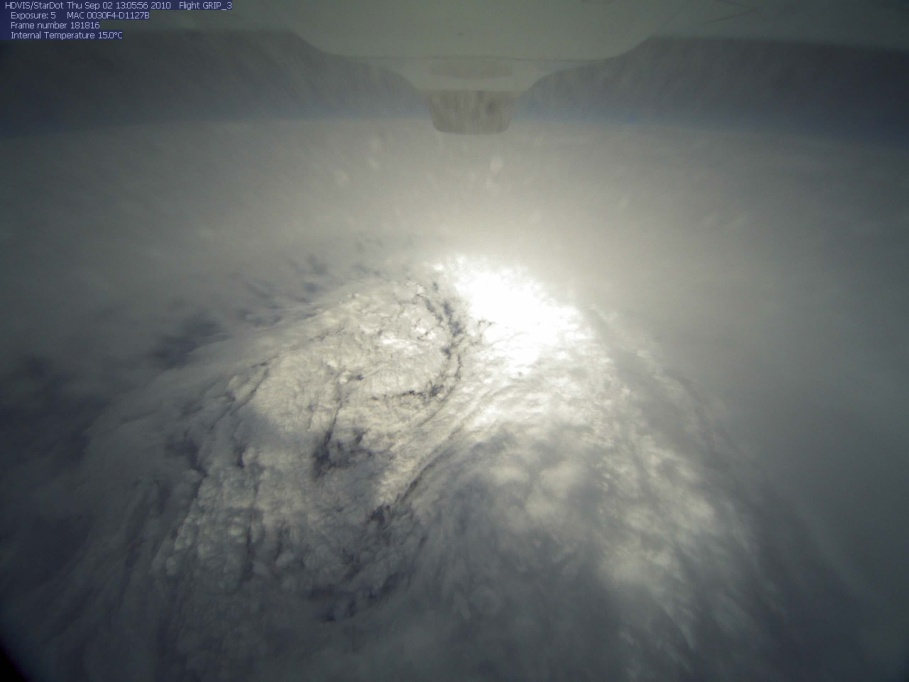 HDVIS/StarDot Thu Sep 02 13:05:56 2010 Flight GRIP_3
Exposure: 5 MAC 0030F4-D1127B
Frame number 181816
Internal Temperature 15.0°C